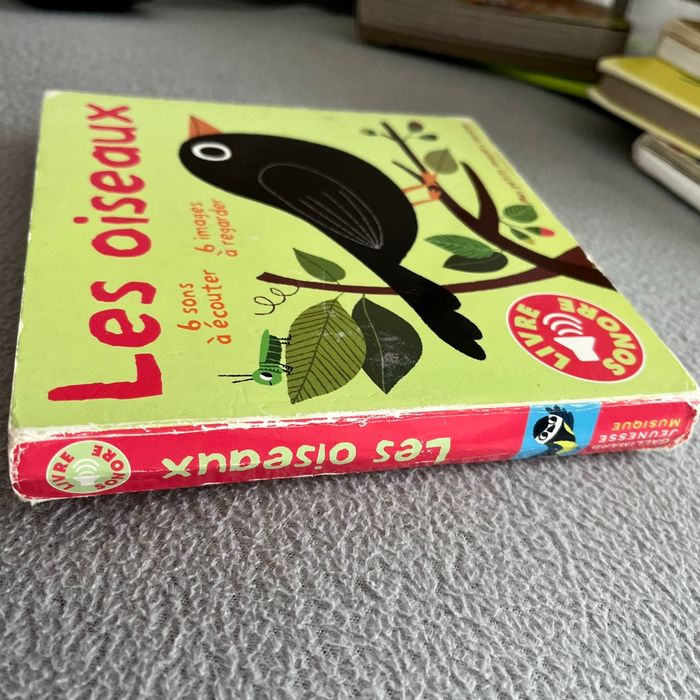 Les oiseaux
6 sons
à écouter
6 images
à regarder
LIVRE
SONORE
LIVRE
SONORE
Les oiseaux
GALLIMARD
JEUNESSE
MUSIQUE